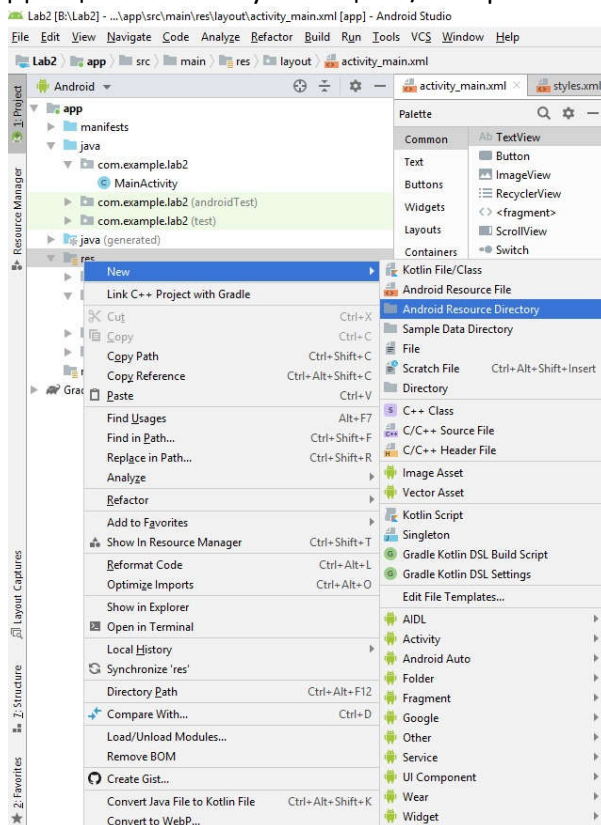 Lab2 [B:\Lab2] - ...\app\src\main\res\layout\activity_main.xml [app] - Android Studio
File Edit View Navigate Code Analyze Refactor Build Run Tools VCS Window Help
Lab2 app src main res layout activity_main.xml
Android
activity_main.xml
styles.xml
1: Project
Resource Manager
Layout Captures
7: Structure
2: Favorites
app
manifests
java
com.example.lab2
MainActivity
com.example.lab2 (androidTest)
com.example.lab2 (test)
java (generated)
res
Grad
Palette
Common
Text
Buttons
Widgets
Layouts
Containers
Ab TextView
Button
ImageView
RecyclerView
<> <fragment>
ScrollView
Switch
New
Link C++ Project with Gradle
Cut Ctrl+X
Copy Ctrl+C
Copy Path Ctrl+Shift+C
Copy Reference Ctrl+Alt+Shift+C
Paste Ctrl+V
Find Usages Alt+F7
Find in Path... Ctrl+Shift+F
Replace in Path... Ctrl+Shift+R
Analyze
Refactor
Add to Favorites
Show In Resource Manager Ctrl+Shift+T
Reformat Code Ctrl+Alt+L
Optimize Imports Ctrl+Alt+O
Show in Explorer
Open in Terminal
Local History
Synchronize 'res'
Directory Path Ctrl+Alt+F12
Compare With... Ctrl+D
Load/Unload Modules...
Remove BOM
Create Gist...
Convert Java File to Kotlin File Ctrl+Alt+Shift+K
Convert to WebP...
Kotlin File/Class
Android Resource File
Android Resource Directory
Sample Data Directory
File
Scratch File Ctrl+Alt+Shift+Insert
Directory
C++ Class
C/C++ Source File
C/C++ Header File
Image Asset
Vector Asset
Kotlin Script
Singleton
Gradle Kotlin DSL Build Script
Gradle Kotlin DSL Settings
Edit File Templates...
AIDL
Activity
Android Auto
Folder
Fragment
Google
Other
Service
UI Component
Wear
Widget